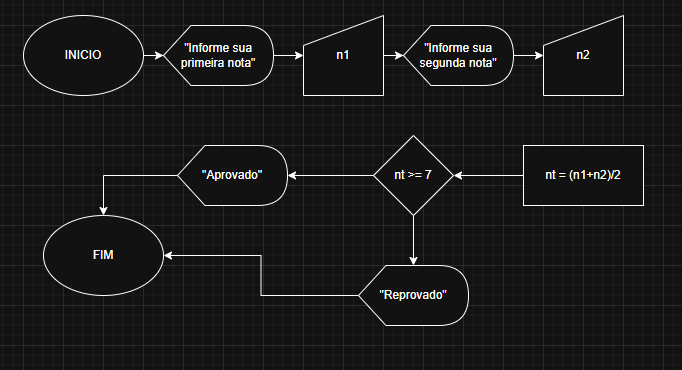 INICIO
"Informe sua
primeira nota"
n1
"Informe sua
segunda nota"
n2
"Aprovado"
nt >= 7
nt = (n1+n2)/2
FIM
"Reprovado"